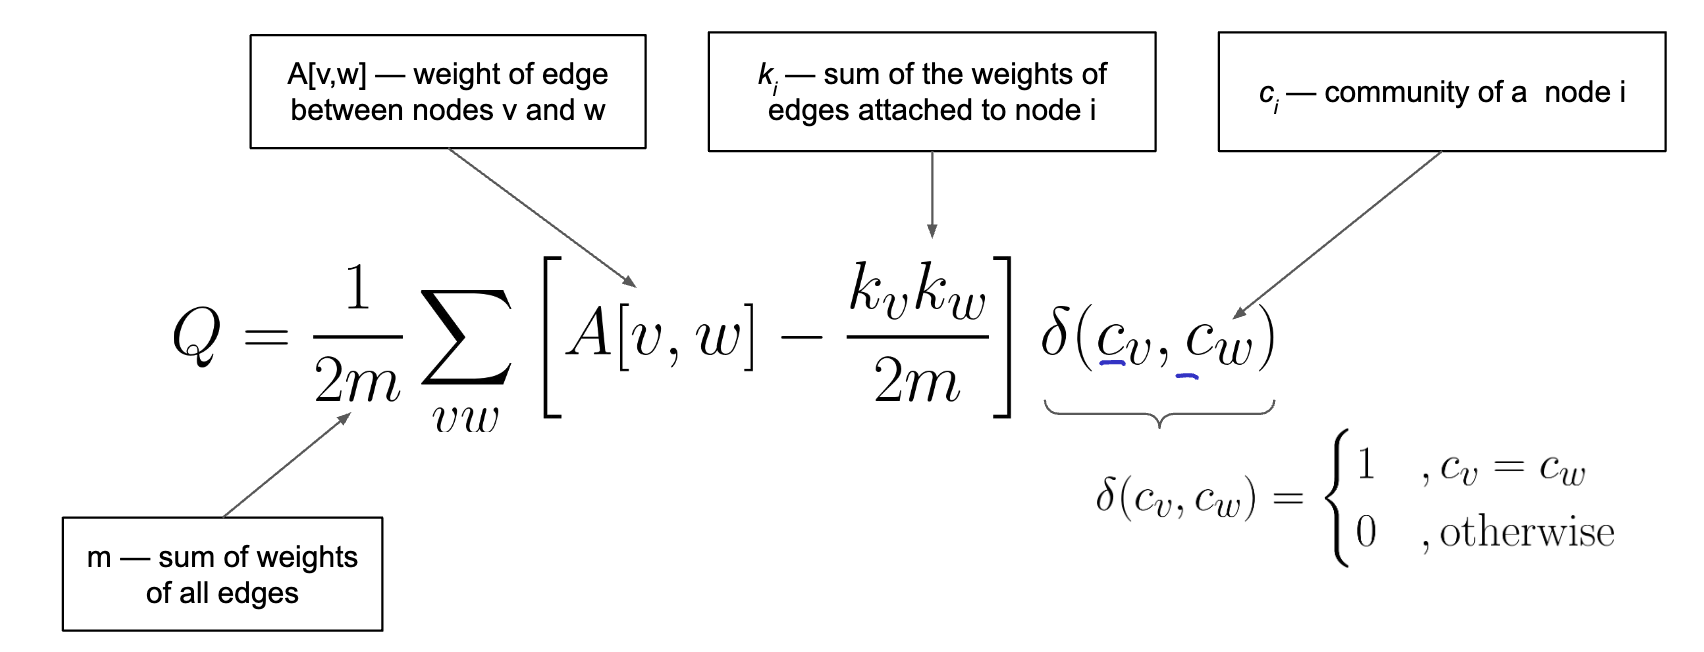 A[v,w] — weight of edge
between nodes v and w
k_i — sum of the weights of
edges attached to node i
c_i — community of a node i
Q = \frac{1}{2m} \sum_{vw} \left[ A[v, w] - \frac{k_v k_w}{2m} \right] \delta(c_v, c_w)
\delta(c_v, c_w) = \begin{cases} 1 & , c_v = c_w \\ 0 & , \text{otherwise} \end{cases}
m — sum of weights
of all edges